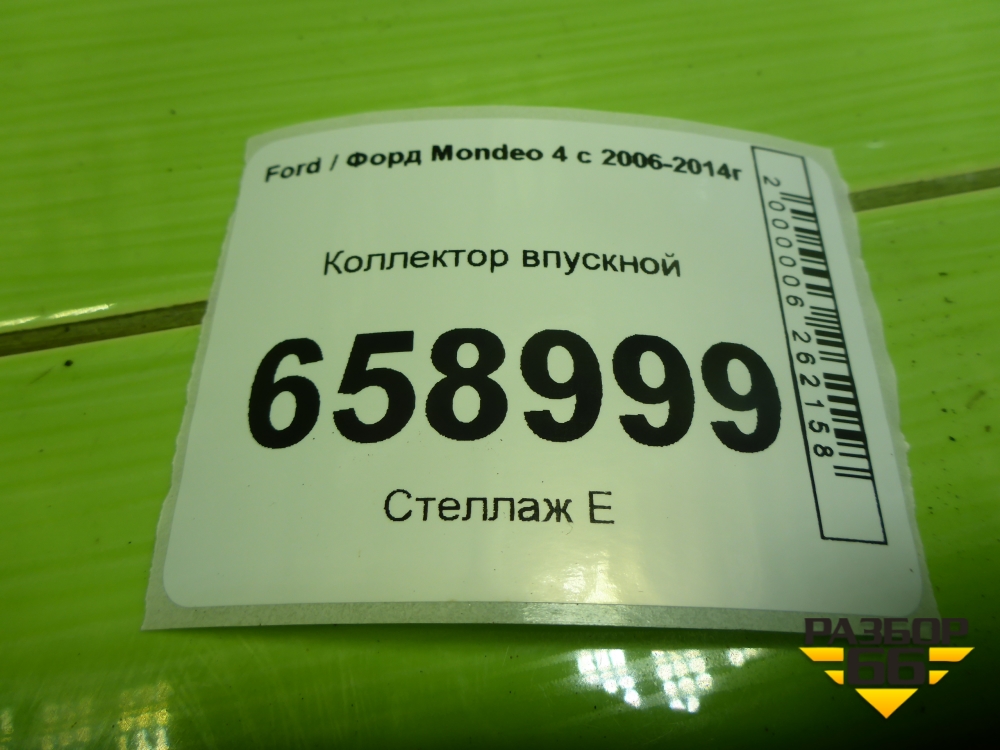 Ford / Форд Mondeo 4 с 2006-2014г
Коллектор впускной
658999
Стеллаж Е
2000006262158
РАЗБОР
66